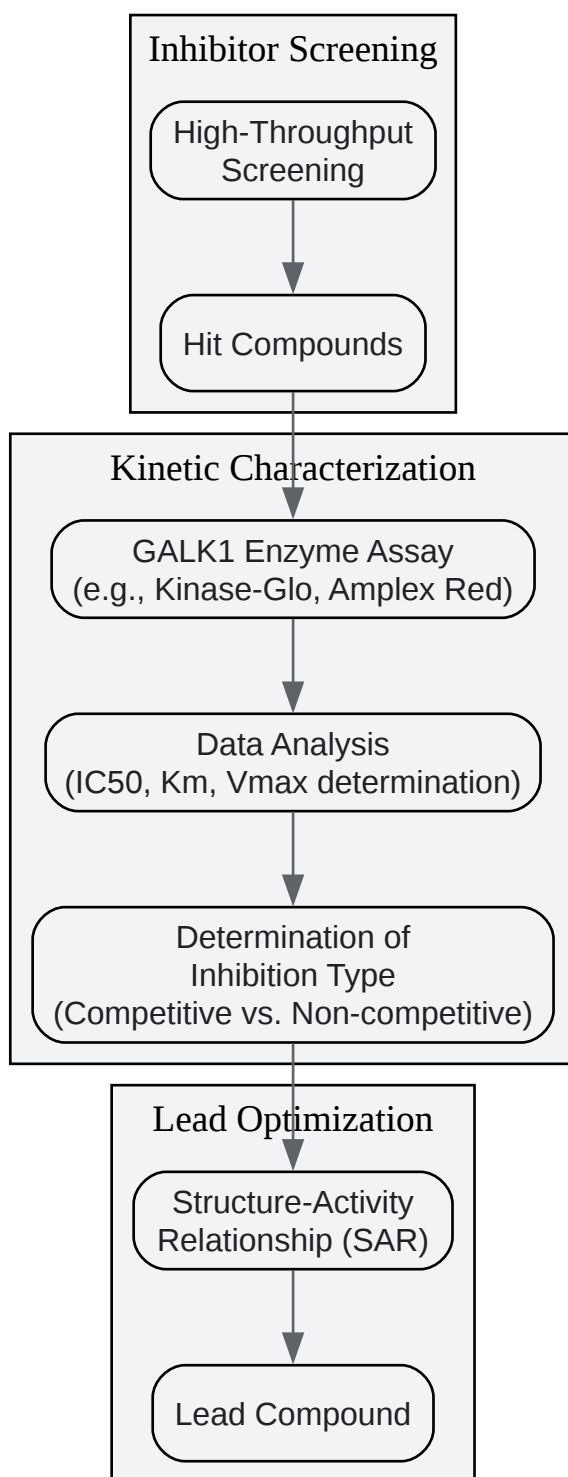 Inhibitor Screening
High-Throughput
Screening
Hit Compounds
Kinetic Characterization
GALK1 Enzyme Assay
(e.g., Kinase-Glo, Amplex Red)
Data Analysis
(IC50, Km, Vmax determination)
Determination of
Inhibition Type
(Competitive vs. Non-competitive)
Lead Optimization
Structure-Activity
Relationship (SAR)
Lead Compound